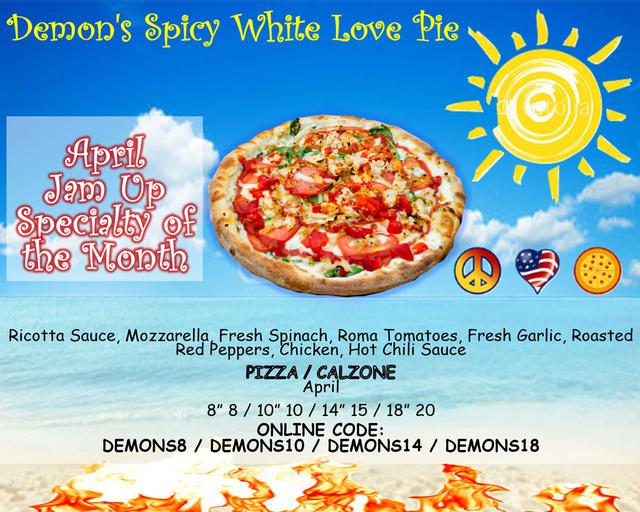 Demon's Spicy White Love Pie
April
Jam Up
Specialty of
the Month
Ricotta Sauce, Mozzarella, Fresh Spinach, Roma Tomatoes, Fresh Garlic, Roasted
Red Peppers, Chicken, Hot Chili Sauce
PIZZA / CALZONE
April
8” 8 / 10” 10 / 14” 15 / 18” 20
ONLINE CODE:
DEMONS8 / DEMONS10 / DEMONS14 / DEMONS18